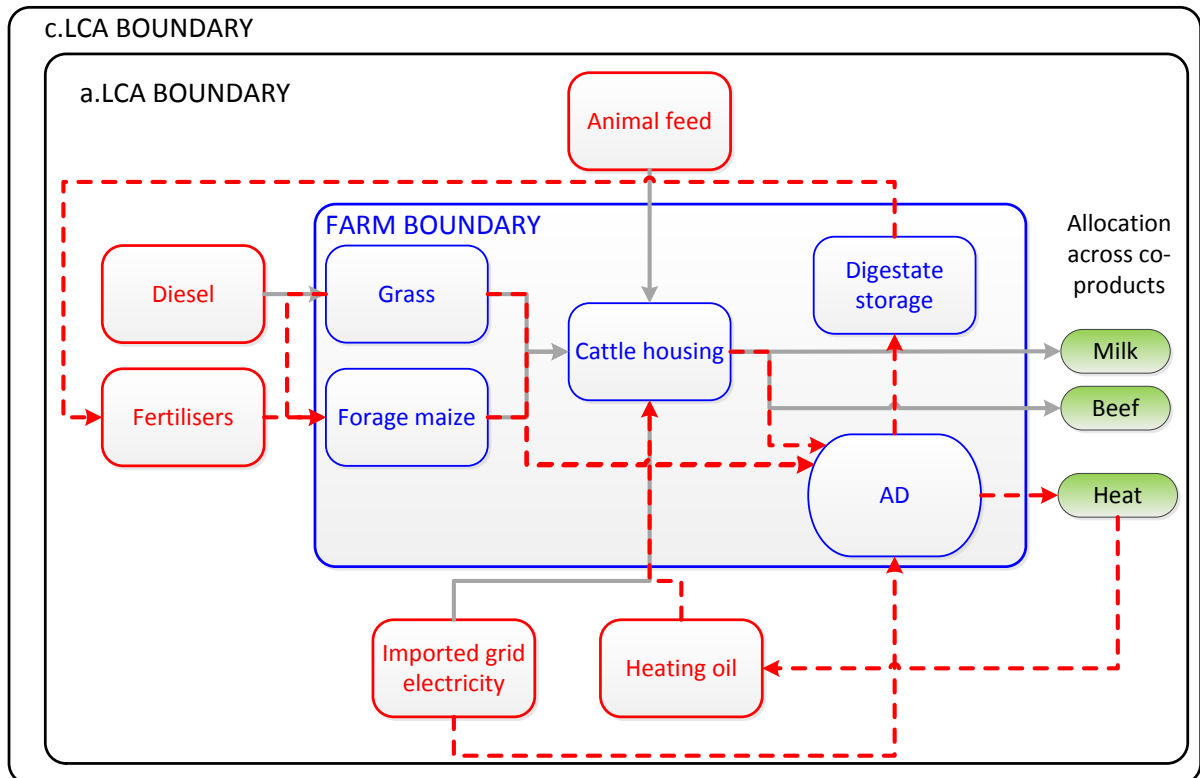 c.LCA BOUNDARY
a.LCA BOUNDARY
Animal feed
FARM BOUNDARY
Allocation
across co-
products
Diesel
Grass
Digestate
storage
Cattle housing
Milk
Fertilisers
Forage maize
Beef
AD
Heat
Imported grid
electricity
Heating oil